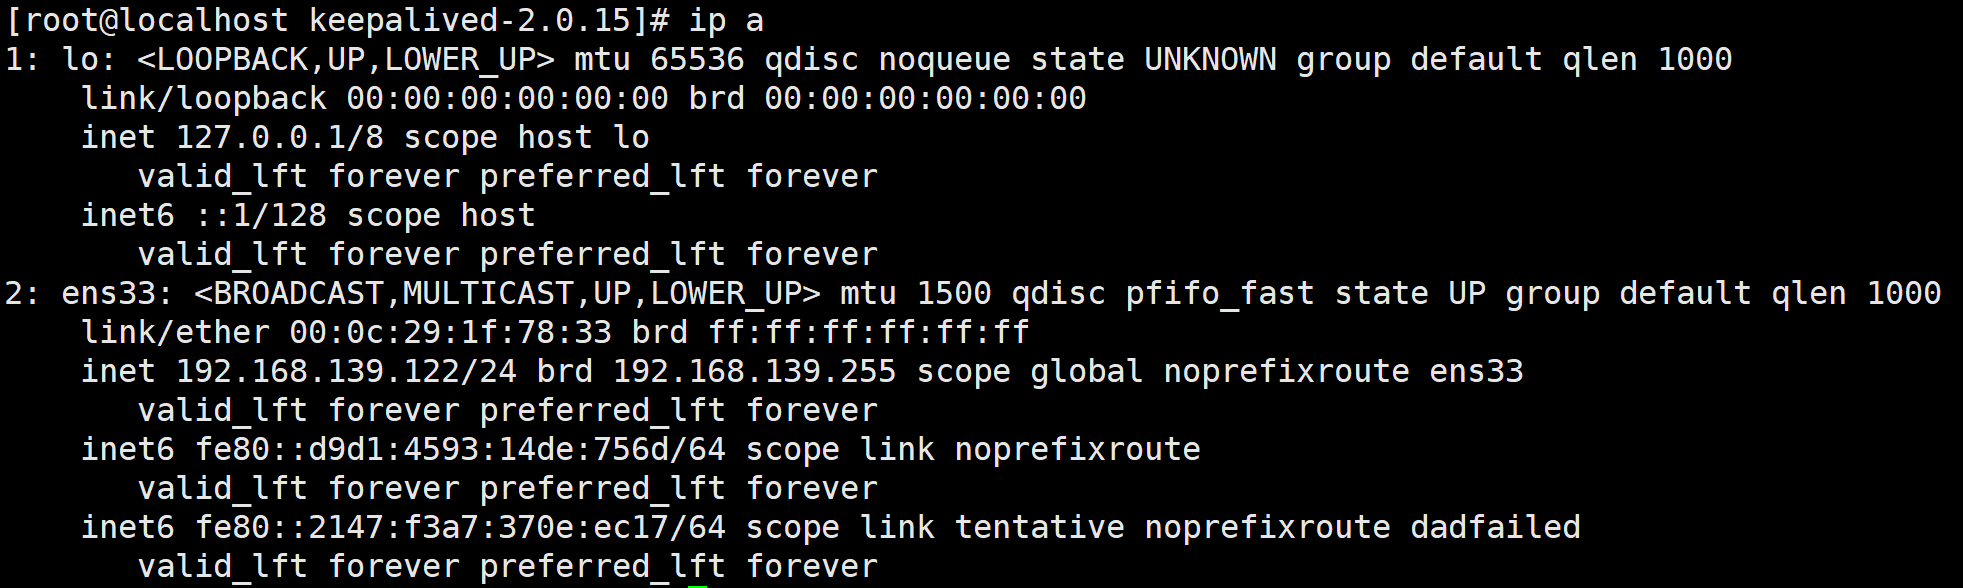 [root@localhost keepalived-2.0.15]# ip a
1: lo: <LOOPBACK,UP,LOWER_UP> mtu 65536 qdisc noqueue state UNKNOWN group default qlen 1000
    link/loopback 00:00:00:00:00:00 brd 00:00:00:00:00:00
    inet 127.0.0.1/8 scope host lo
       valid_lft forever preferred_lft forever
    inet6 ::1/128 scope host
       valid_lft forever preferred_lft forever
2: ens33: <BROADCAST,MULTICAST,UP,LOWER_UP> mtu 1500 qdisc pfifo_fast state UP group default qlen 1000
    link/ether 00:0c:29:1f:78:33 brd ff:ff:ff:ff:ff:ff
    inet 192.168.139.122/24 brd 192.168.139.255 scope global noprefixroute ens33
       valid_lft forever preferred_lft forever
    inet6 fe80::d9d1:4593:14de:756d/64 scope link noprefixroute
       valid_lft forever preferred_lft forever
    inet6 fe80::2147:f3a7:370e:ec17/64 scope link tentative noprefixroute dadfailed
       valid_lft forever preferred_lft forever